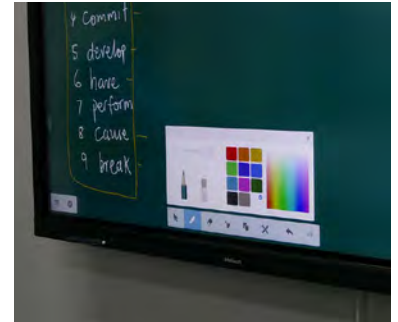 4 Commit
5 develop
6 have
7 perform
8 Cause
9 break